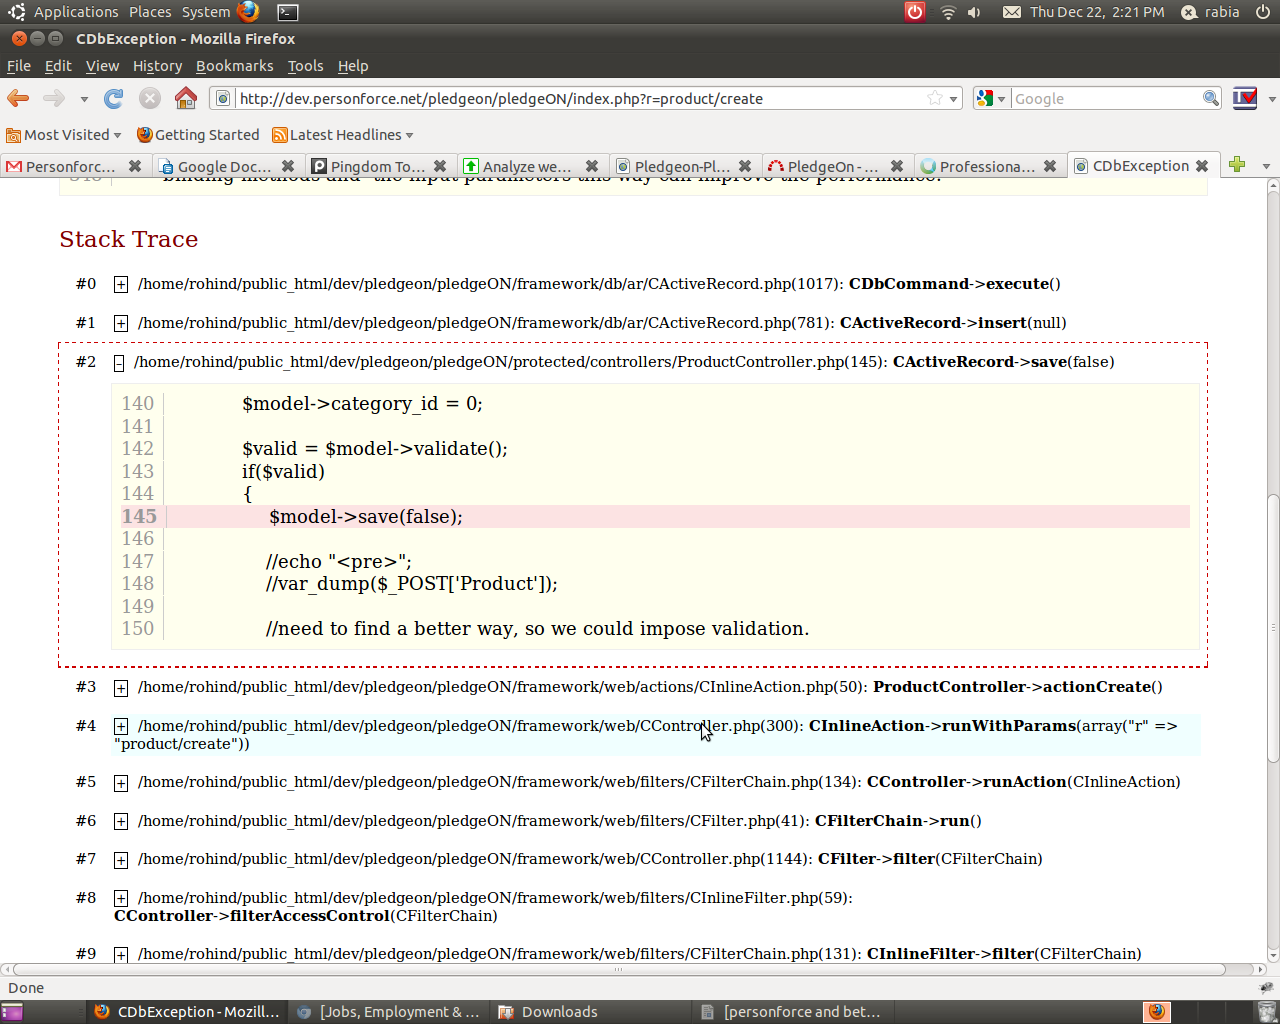 Applications Places System Thu Dec 22, 2:21 PM rabia
CDbException - Mozilla Firefox
File Edit View History Bookmarks Tools Help
http://dev.personforce.net/pledgeon/pledgeON/index.php?r=product/create Google
Most Visited Getting Started Latest Headlines
Personforc... Google Doc... Pingdom To... Analyze we... Pledgeon-Pl... PledgeOn - ... Professiona... CDbException
binding methods and the input parameters this way can improve the performance.
Stack Trace
#0 + /home/rohind/public_html/dev/pledgeon/pledgeON/framework/db/ar/CActiveRecord.php(1017): CDbCommand->execute()
#1 + /home/rohind/public_html/dev/pledgeon/pledgeON/framework/db/ar/CActiveRecord.php(781): CActiveRecord->insert(null)
#2 – /home/rohind/public_html/dev/pledgeon/pledgeON/protected/controllers/ProductController.php(145): CActiveRecord->save(false)
140 $model->category_id = 0;
141
142 $valid = $model->validate();
143 if($valid)
144 {
145 $model->save(false);
146
147 //echo "<pre>";
148 //var_dump($_POST['Product']);
149
150 //need to find a better way, so we could impose validation.
#3 + /home/rohind/public_html/dev/pledgeon/pledgeON/framework/web/actions/CInlineAction.php(50): ProductController->actionCreate()
#4 + /home/rohind/public_html/dev/pledgeon/pledgeON/framework/web/CController.php(300): CInlineAction->runWithParams(array("r" =>
"product/create"))
#5 + /home/rohind/public_html/dev/pledgeon/pledgeON/framework/web/filters/CFilterChain.php(134): CController->runAction(CInlineAction)
#6 + /home/rohind/public_html/dev/pledgeon/pledgeON/framework/web/filters/CFilter.php(41): CFilterChain->run()
#7 + /home/rohind/public_html/dev/pledgeon/pledgeON/framework/web/CController.php(1144): CFilter->filter(CFilterChain)
#8 + /home/rohind/public_html/dev/pledgeon/pledgeON/framework/web/filters/CInlineFilter.php(59):
CController->filterAccessControl(CFilterChain)
#9 + /home/rohind/public_html/dev/pledgeon/pledgeON/framework/web/filters/CFilterChain.php(131): CInlineFilter->filter(CFilterChain)
Done
CDbException - Mozill... [Jobs, Employment & ... Downloads [personforce and bet...